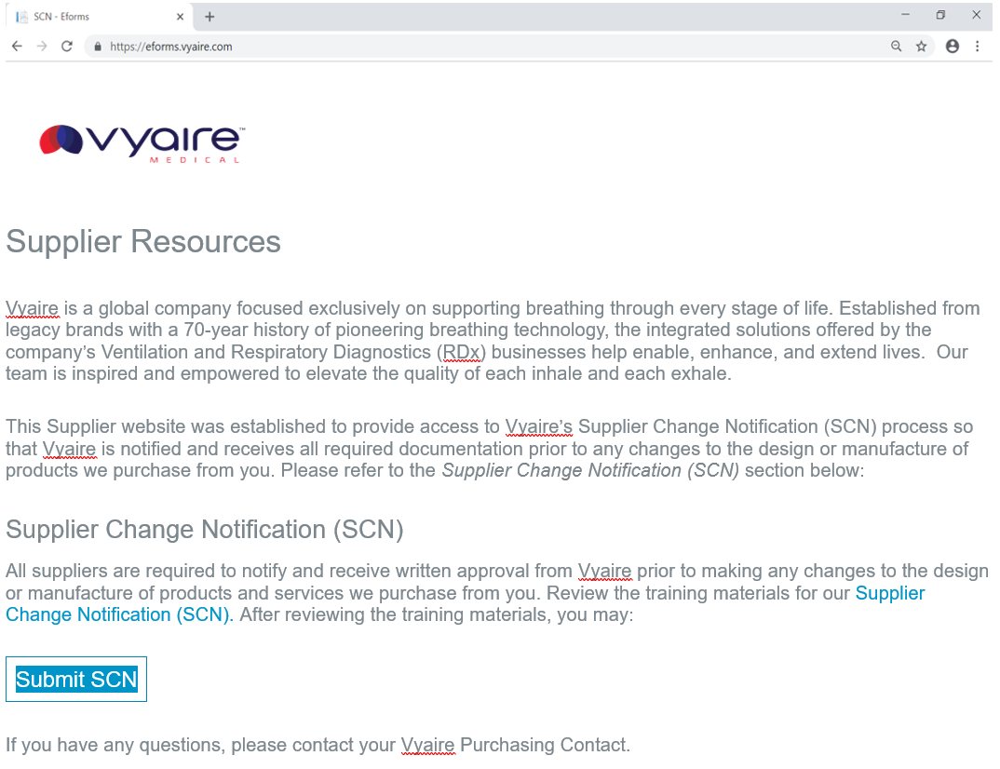 SCN - Eforms
https://eforms.vyaire.com
vyaire™
MEDICAL
Supplier Resources
Vyaire is a global company focused exclusively on supporting breathing through every stage of life. Established from
legacy brands with a 70-year history of pioneering breathing technology, the integrated solutions offered by the
company’s Ventilation and Respiratory Diagnostics (RDx) businesses help enable, enhance, and extend lives.  Our
team is inspired and empowered to elevate the quality of each inhale and each exhale.
This Supplier website was established to provide access to Vyaire’s Supplier Change Notification (SCN) process so
that Vyaire is notified and receives all required documentation prior to any changes to the design or manufacture of
products we purchase from you. Please refer to the Supplier Change Notification (SCN) section below:
Supplier Change Notification (SCN)
All suppliers are required to notify and receive written approval from Vyaire prior to making any changes to the design
or manufacture of products and services we purchase from you. Review the training materials for our Supplier
Change Notification (SCN). After reviewing the training materials, you may:
Submit SCN
If you have any questions, please contact your Vyaire Purchasing Contact.